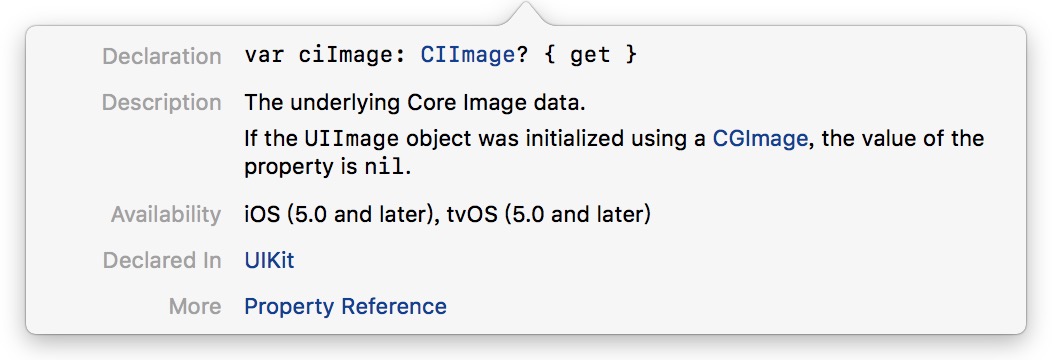 Declaration var ciImage: CIImage? { get }
Description The underlying Core Image data.
If the UIImage object was initialized using a CGImage, the value of the
property is nil.
Availability iOS (5.0 and later), tvOS (5.0 and later)
Declared In UIKit
More Property Reference